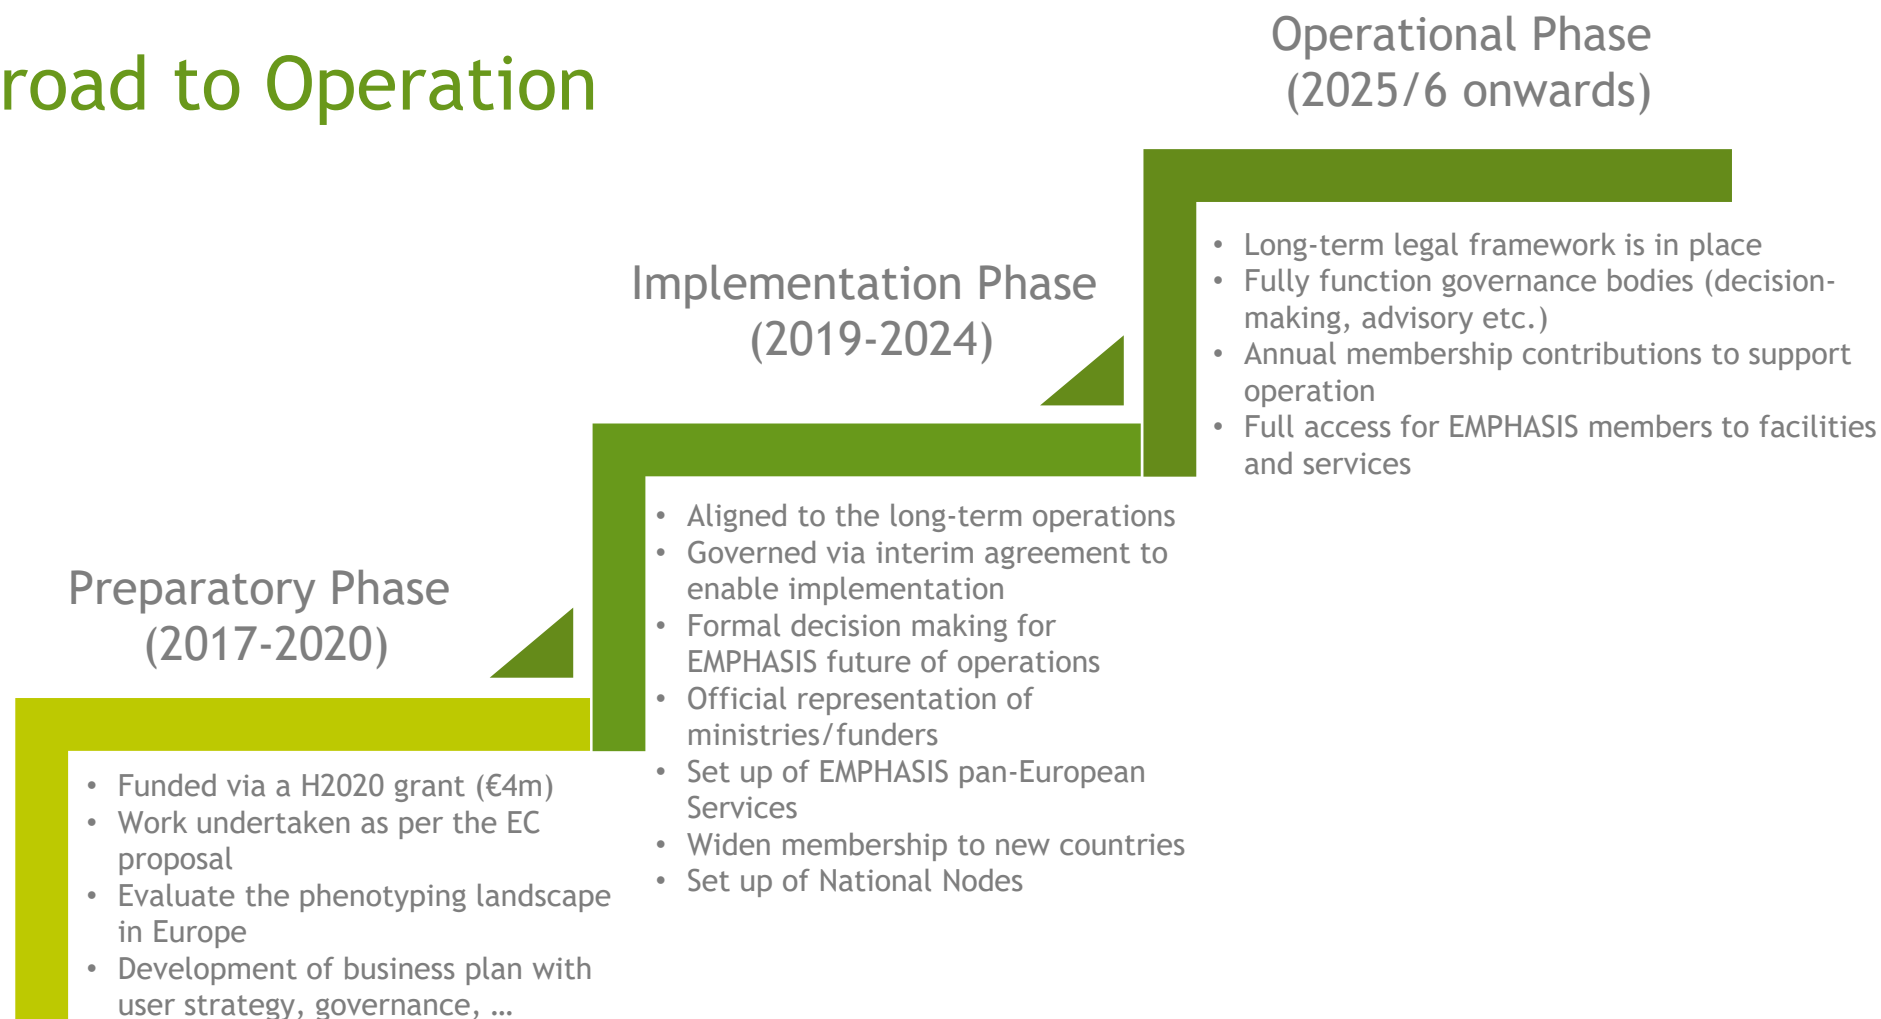 road to Operation
Operational Phase
(2025/6 onwards)
• Long-term legal framework is in place
• Fully function governance bodies (decision-
making, advisory etc.)
• Annual membership contributions to support
operation
• Full access for EMPHASIS members to facilities
and services
Implementation Phase
(2019-2024)
• Aligned to the long-term operations
• Governed via interim agreement to
enable implementation
• Formal decision making for
EMPHASIS future of operations
• Official representation of
ministries/funders
• Set up of EMPHASIS pan-European
Services
• Widen membership to new countries
• Set up of National Nodes
Preparatory Phase
(2017-2020)
• Funded via a H2020 grant (€4m)
• Work undertaken as per the EC
proposal
• Evaluate the phenotyping landscape
in Europe
• Development of business plan with
user strategy, governance, …